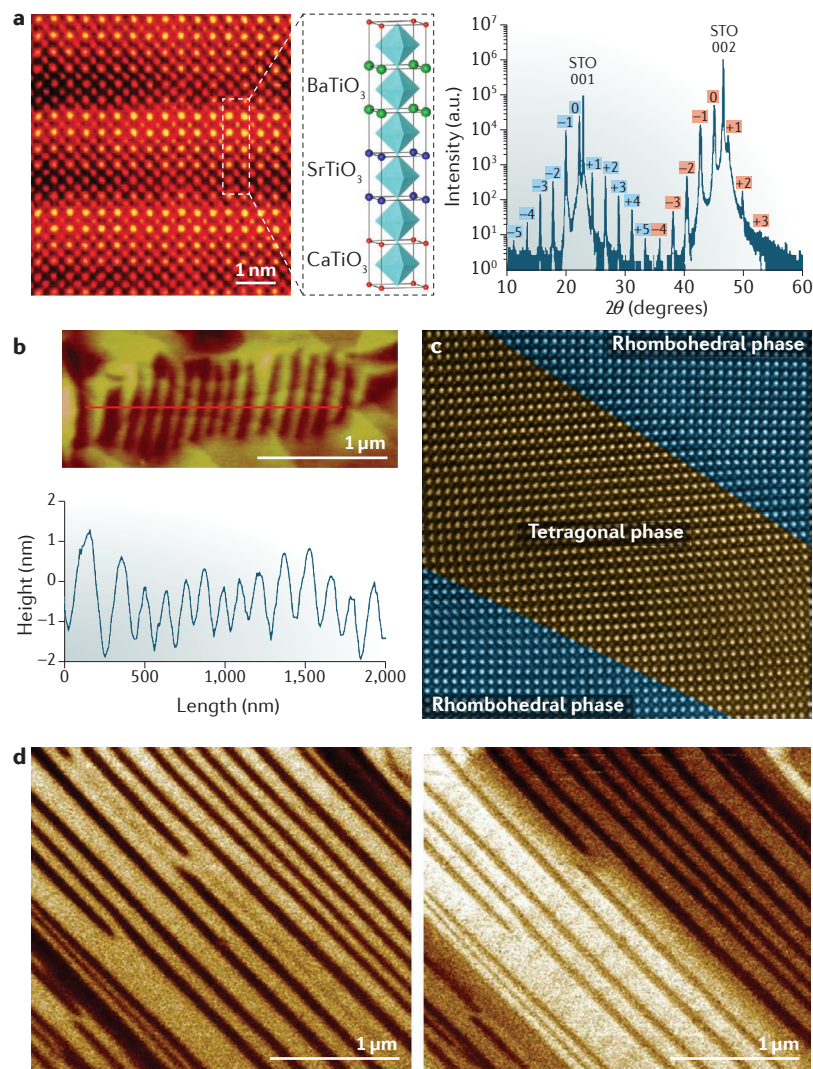 a
BaTiO3
SrTiO3
CaTiO3
1 nm
Intensity (a.u.)
10^7
10^6
10^5
10^4
10^3
10^2
10^1
10^0
STO
001
STO
002
−5
−4
−3
−2
−1
0
+1
+2
+3
+4
+5
−4
−3
−2
−1
0
+1
+2
+3
10
20
30
40
50
60
2θ (degrees)
b
1 µm
Height (nm)
2
1
0
−1
−2
0
500
1,000
1,500
2,000
Length (nm)
c
Rhombohedral phase
Tetragonal phase
Rhombohedral phase
d
1 µm
1 µm